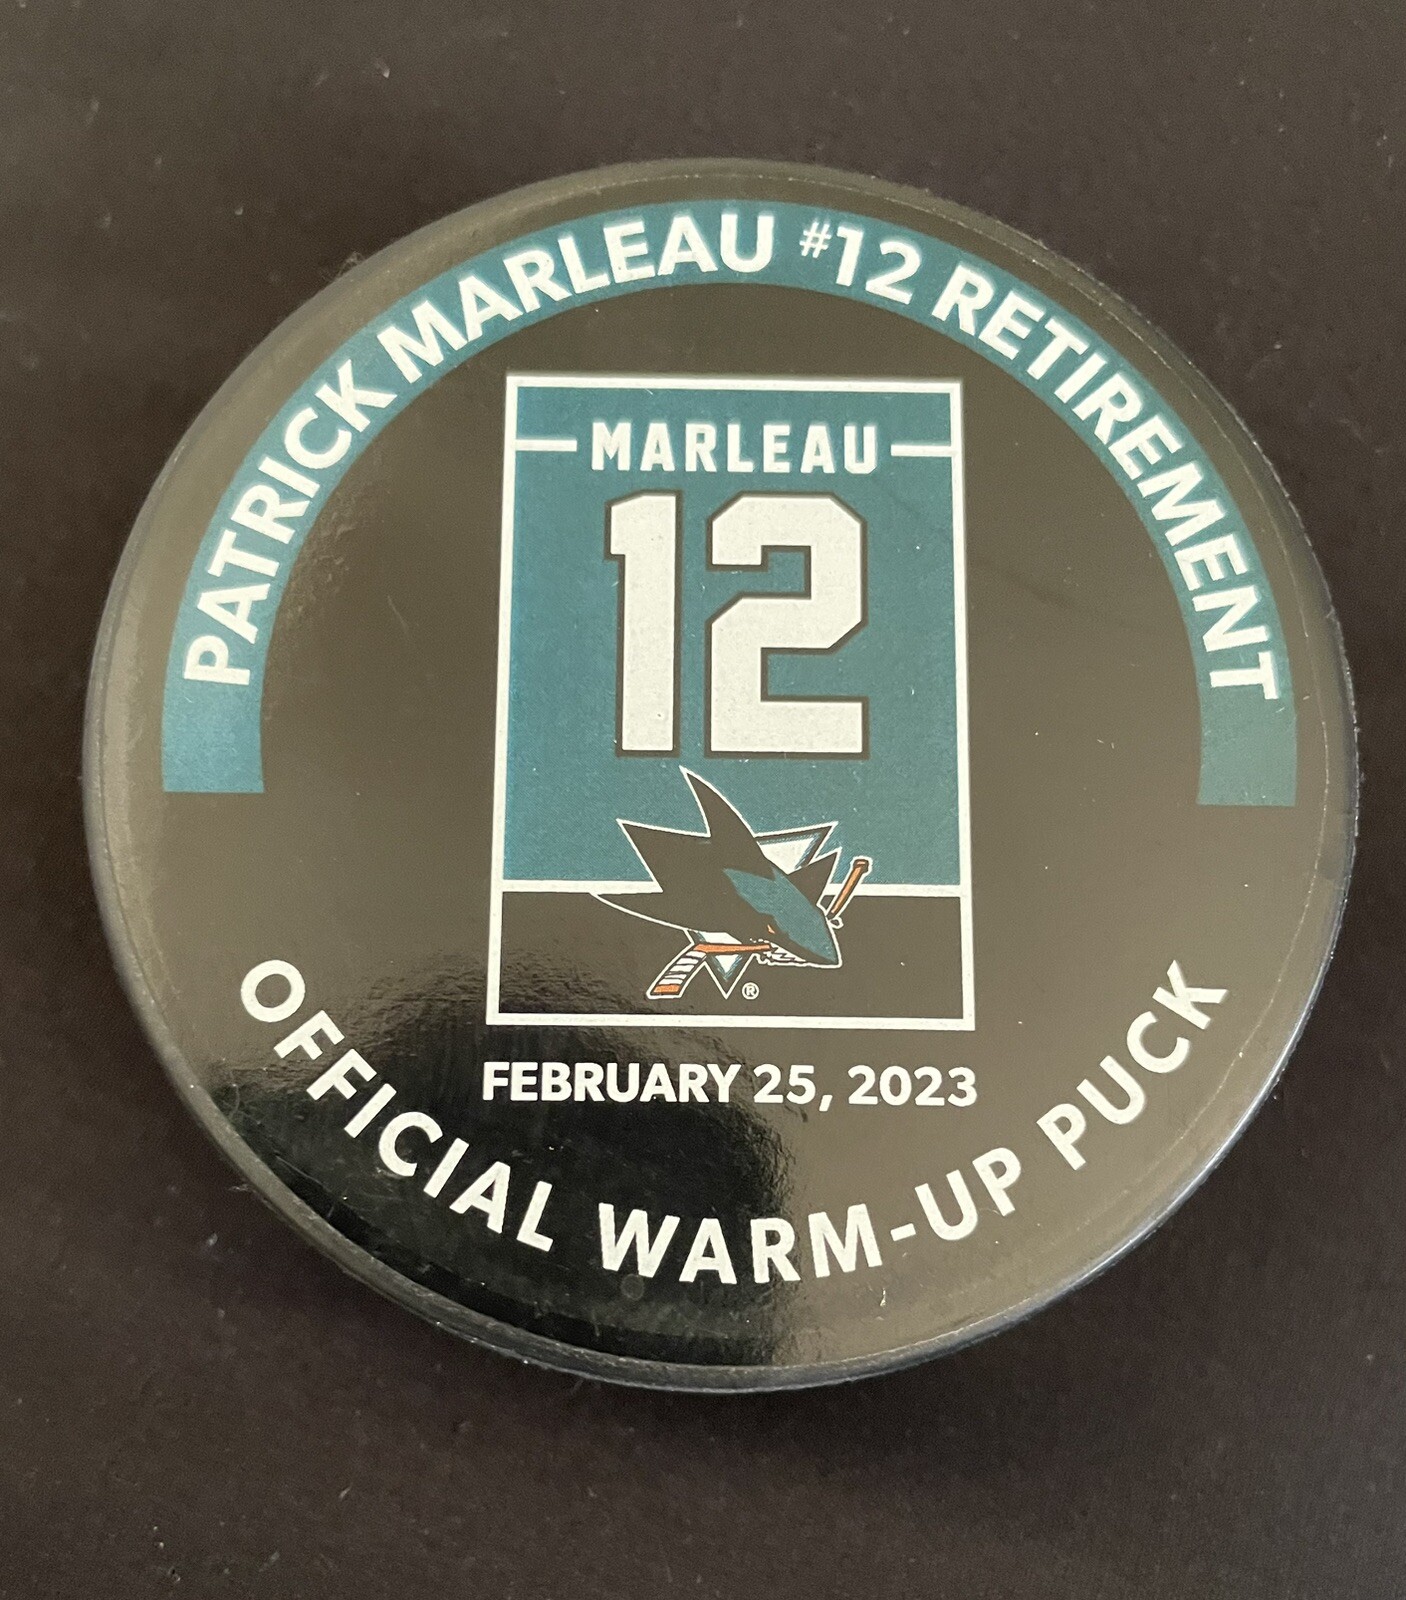 PATRICK MARLEAU #12 RETIREMENT
MARLEAU
12
®
FEBRUARY 25, 2023
OFFICIAL WARM-UP PUCK